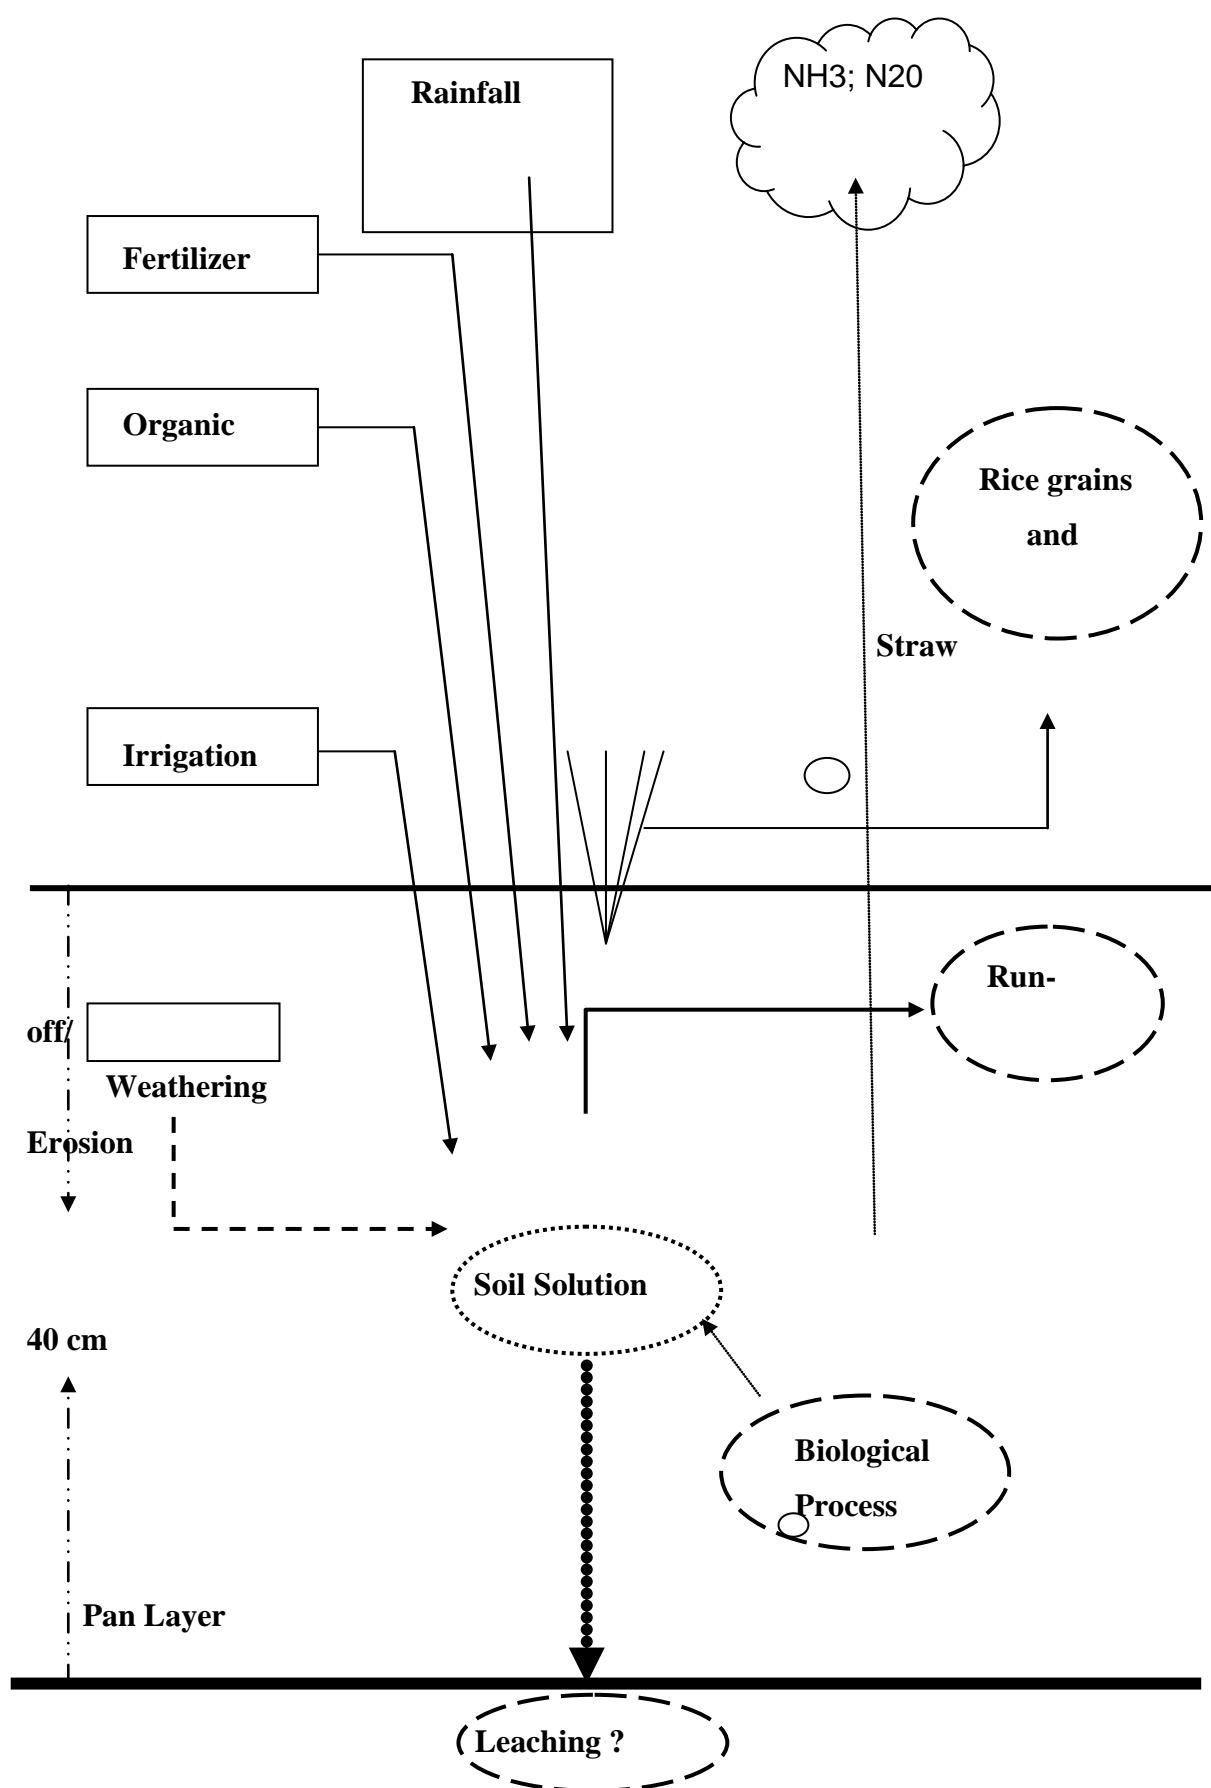 NH3; N20
Rainfall
Fertilizer
Organic
Rice grains
and
Straw
Irrigation
Run-
off/
Weathering
Erosion
Soil Solution
40 cm
Biological
Process
Pan Layer
Leaching ?